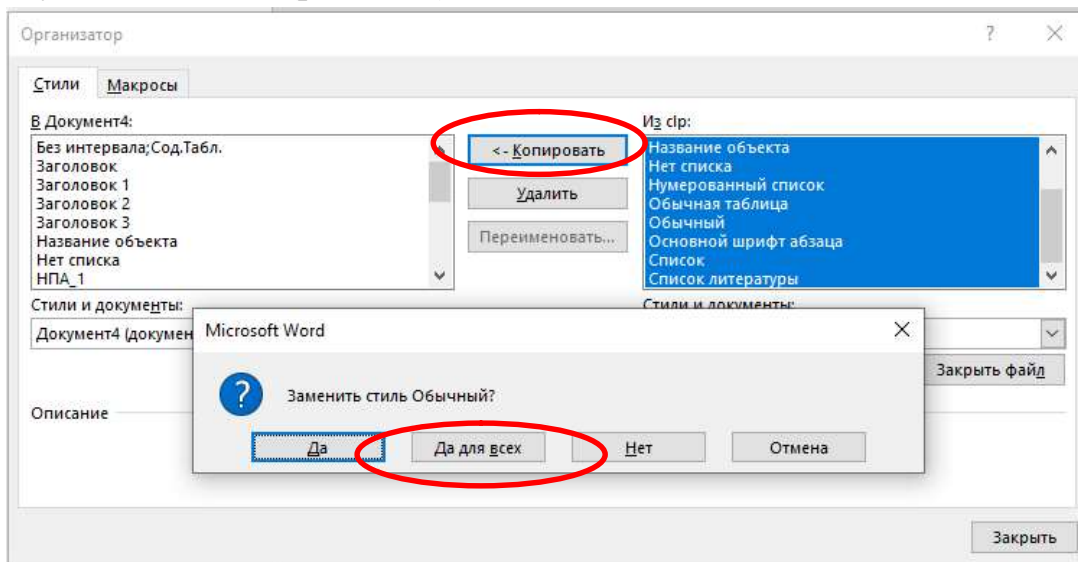 Организатор
?
Стили
Макросы
В Документ4:
Без интервала;Сод.Табл.
Заголовок
Заголовок 1
Заголовок 2
Заголовок 3
Название объекта
Нет списка
НПА_1
<- Копировать
Удалить
Переименовать...
Из clp:
Название объекта
Нет списка
Нумерованный список
Обычная таблица
Обычный
Основной шрифт абзаца
Список
Список литературы
Стили и документы:
Стили и документы:
Документ4 (докумен
Закрыть файл
Описание
Microsoft Word
Заменить стиль Обычный?
Да
Да для всех
Нет
Отмена
Закрыть